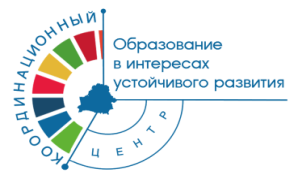 КООРДИНАЦИОННЫЙ
Образование
в интересах
устойчивого развития
ЦЕНТР